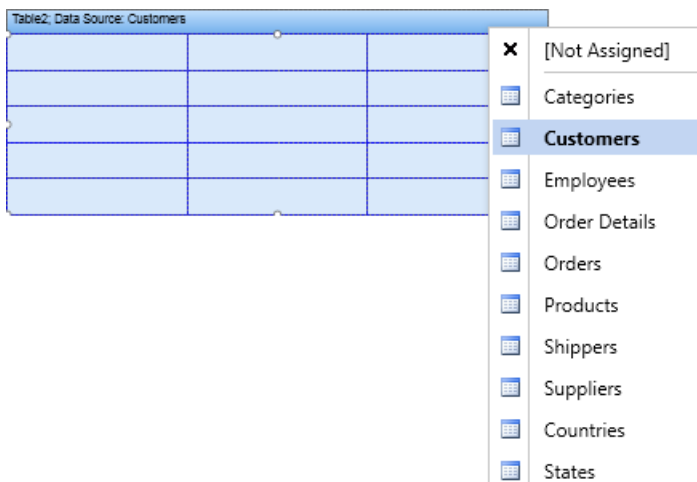 Table2; Data Source: Customers
[Not Assigned]
Categories
Customers
Employees
Order Details
Orders
Products
Shippers
Suppliers
Countries
States